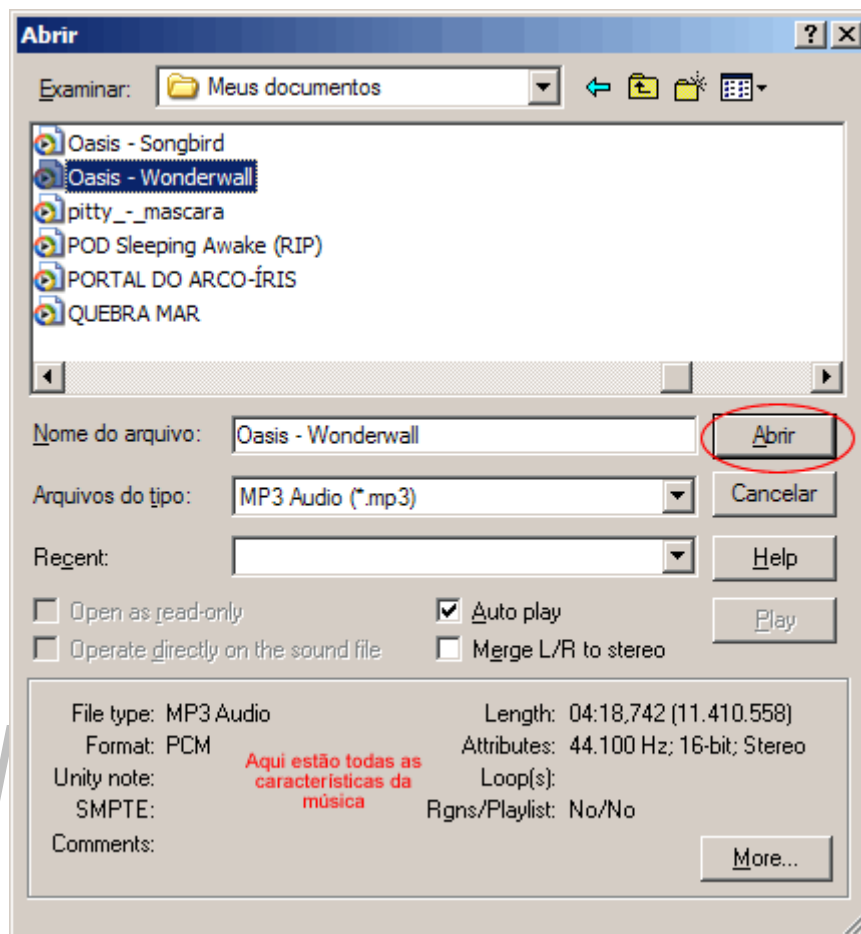 Abrir
Examinar: Meus documentos
Oasis - Songbird
Oasis - Wonderwall
pitty_-_mascara
POD Sleeping Awake (RIP)
PORTAL DO ARCO-ÍRIS
QUEBRA MAR
Nome do arquivo: Oasis - Wonderwall Abrir
Arquivos do tipo: MP3 Audio (*.mp3) Cancelar
Recent: Help
Open as read-only Auto play Play
Operate directly on the sound file Merge L/R to stereo
File type: MP3 Audio Length: 04:18,742 (11.410.558)
Format: PCM Attributes: 44.100 Hz; 16-bit; Stereo
Unity note: Loop(s):
SMPTE: Rgns/Playlist: No/No
Comments:
Aqui estão todas as
características da
música
More...